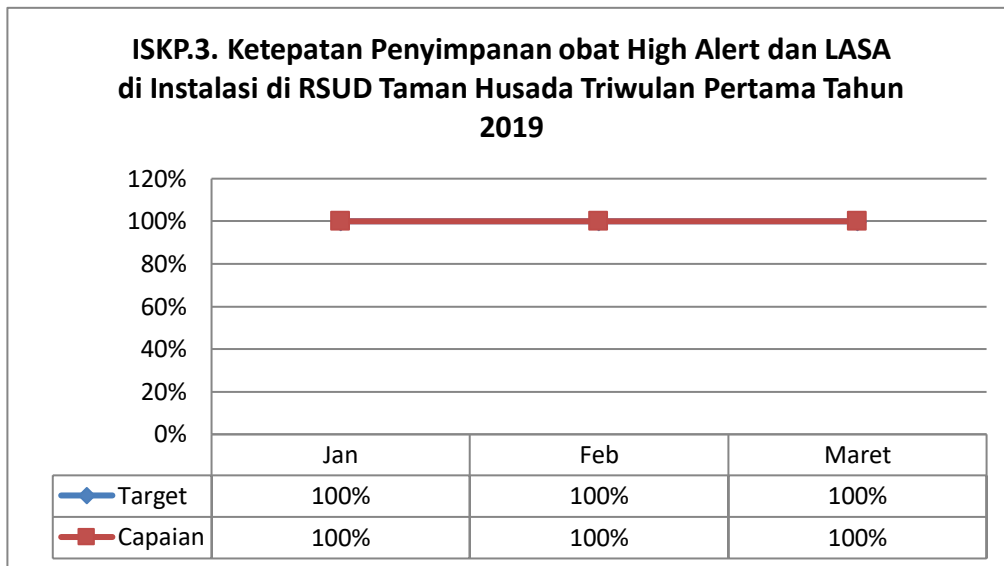 ISKP.3. Ketepatan Penyimpanan obat High Alert dan LASA
di Instalasi di RSUD Taman Husada Triwulan Pertama Tahun
2019
120%
100%
80%
60%
40%
20%
0%
Jan Feb Maret
Target 100% 100% 100%
Capaian 100% 100% 100%